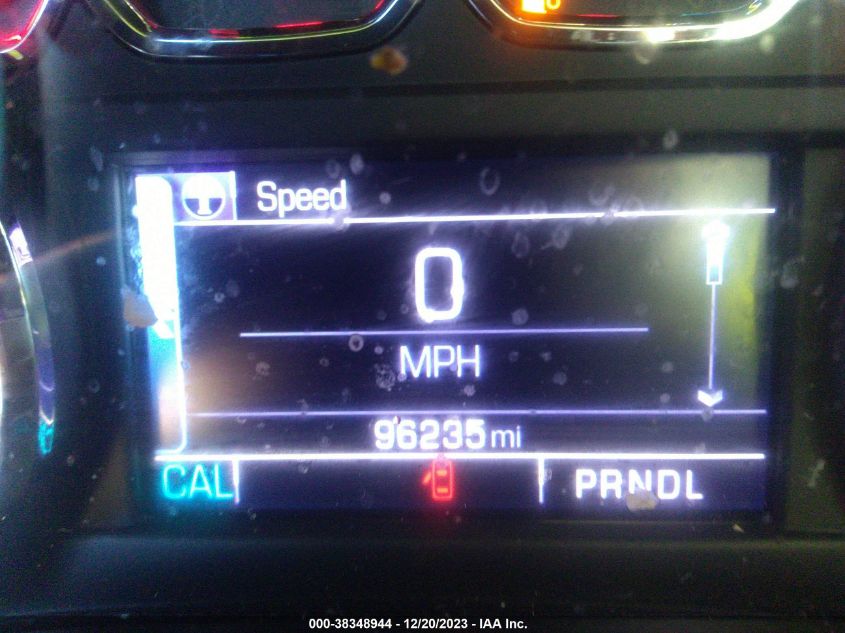 Speed
0
MPH
96235 mi
CAL PRNDL
000-38348944 - 12/20/2023 - IAA Inc.